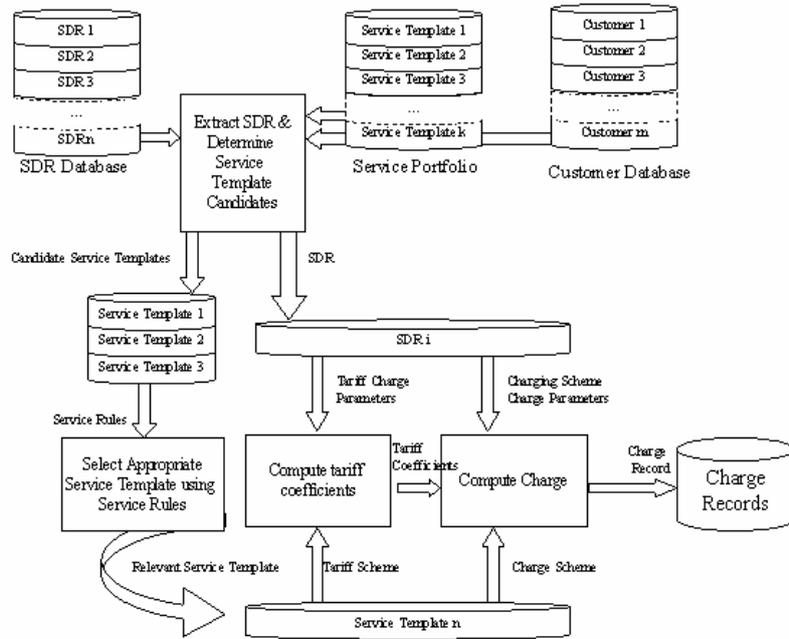 SDR 1
SDR 2
SDR 3
...
SDRn
SDR Database
Service Template 1
Service Template 2
Service Template 3
...
Service Template k
Service Portfolio
Customer 1
Customer 2
Customer 3
...
Customer m
Customer Database
Extract SDR &
Determine
Service
Template
Candidates
Candidate Service Templates
SDR
Service Template 1
Service Template 2
Service Template 3
SDR i
Service Rules
Tariff Charge
Parameters
Charging Scheme
Charge Parameters
Select Appropriate
Service Template using
Service Rules
Compute tariff
coefficients
Tariff
Coefficients
Compute Charge
Charge
Record
Charge
Records
Relevant Service Template
Tariff Scheme
Charge Scheme
Service Template n